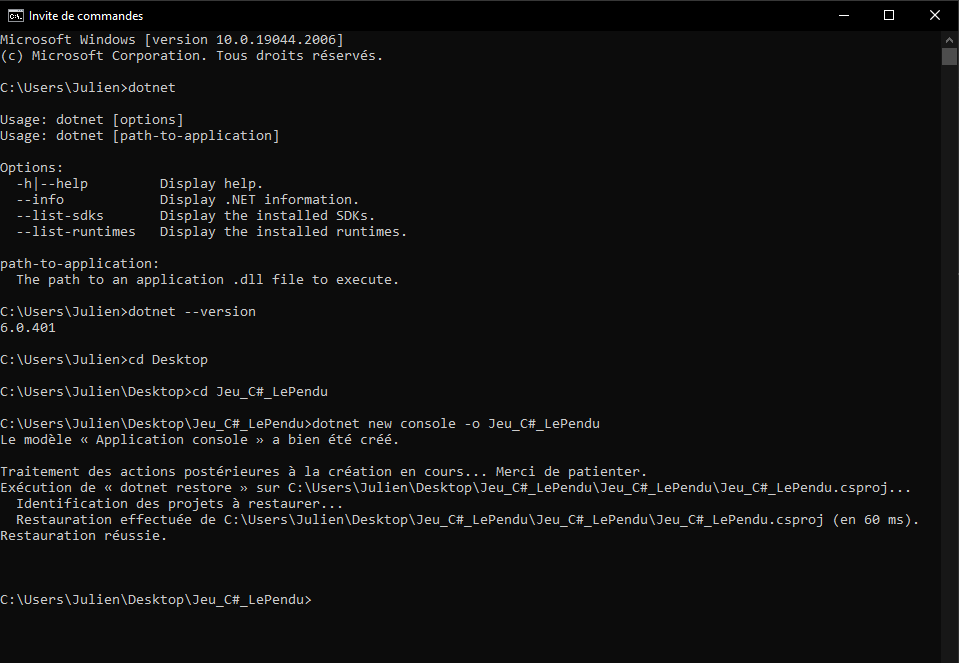 Invite de commandes
Microsoft Windows [version 10.0.19044.2006]
(c) Microsoft Corporation. Tous droits réservés.
C:\Users\Julien>dotnet
Usage: dotnet [options]
Usage: dotnet [path-to-application]
Options:
  -h|--help         Display help.
  --info            Display .NET information.
  --list-sdks       Display the installed SDKs.
  --list-runtimes   Display the installed runtimes.
path-to-application:
  The path to an application .dll file to execute.
C:\Users\Julien>dotnet --version
6.0.401
C:\Users\Julien>cd Desktop
C:\Users\Julien\Desktop>cd Jeu_C#_LePendu
C:\Users\Julien\Desktop\Jeu_C#_LePendu>dotnet new console -o Jeu_C#_LePendu
Le modèle « Application console » a bien été créé.
Traitement des actions postérieures à la création en cours... Merci de patienter.
Exécution de « dotnet restore » sur C:\Users\Julien\Desktop\Jeu_C#_LePendu\Jeu_C#_LePendu\Jeu_C#_LePendu.csproj...
  Identification des projets à restaurer...
  Restauration effectuée de C:\Users\Julien\Desktop\Jeu_C#_LePendu\Jeu_C#_LePendu\Jeu_C#_LePendu.csproj (en 60 ms).
Restauration réussie.
C:\Users\Julien\Desktop\Jeu_C#_LePendu>